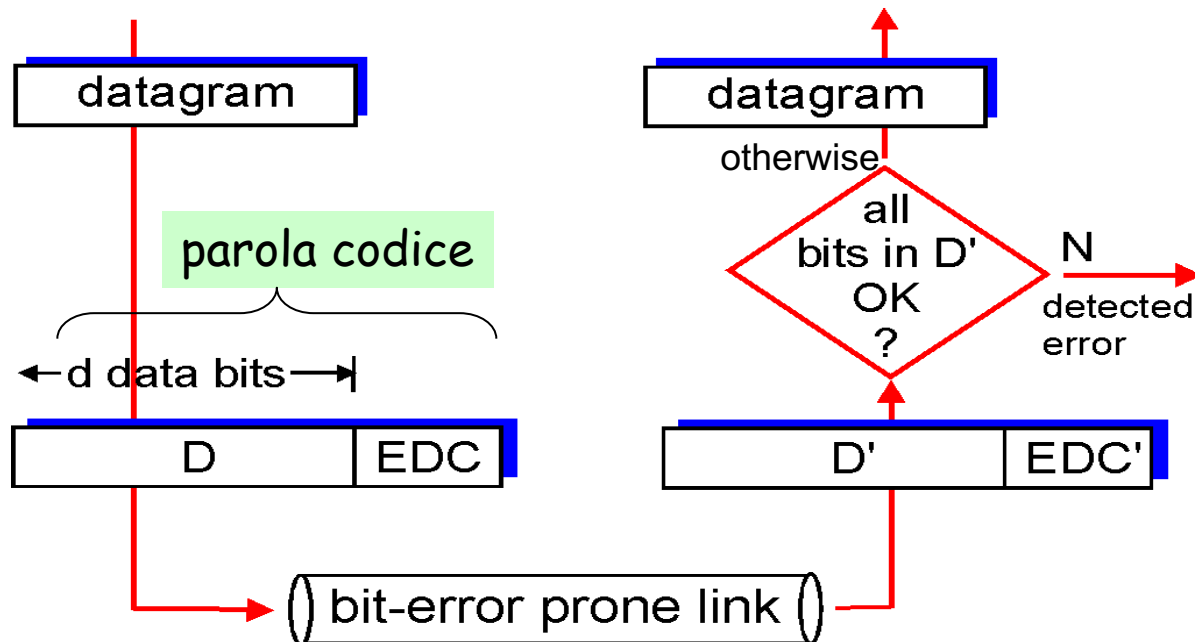 datagram
parola codice
d data bits
D
EDC
bit-error prone link
datagram
otherwise
all
bits in D'
OK
?
N
detected
error
D'
EDC'